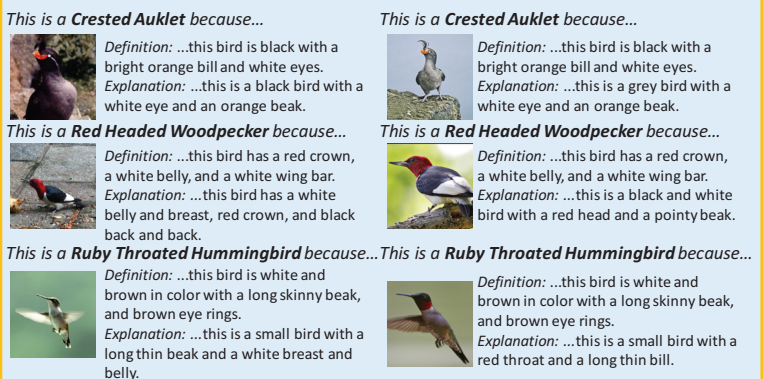 This is a Crested Auklet because...
Definition: ...this bird is black with a
bright orange bill and white eyes.
Explanation: ...this is a black bird with a
white eye and an orange beak.
This is a Crested Auklet because...
Definition: ...this bird is black with a
bright orange bill and white eyes.
Explanation: ...this is a grey bird with a
white eye and an orange beak.
This is a Red Headed Woodpecker because...
Definition: ...this bird has a red crown,
a white belly, and a white wing bar.
Explanation: ...this bird has a white
belly and breast, red crown, and black
back and back.
This is a Red Headed Woodpecker because...
Definition: ...this bird has a red crown,
a white belly, and a white wing bar.
Explanation: ...this is a black and white
bird with a red head and a pointy beak.
This is a Ruby Throated Hummingbird because...
Definition: ...this bird is white and
brown in color with a long skinny beak,
and brown eye rings.
Explanation: ...this is a small bird with a
long thin beak and a white breast and
belly.
This is a Ruby Throated Hummingbird because...
Definition: ...this bird is white and
brown in color with a long skinny beak,
and brown eye rings.
Explanation: ...this is a small bird with a
red throat and a long thin bill.